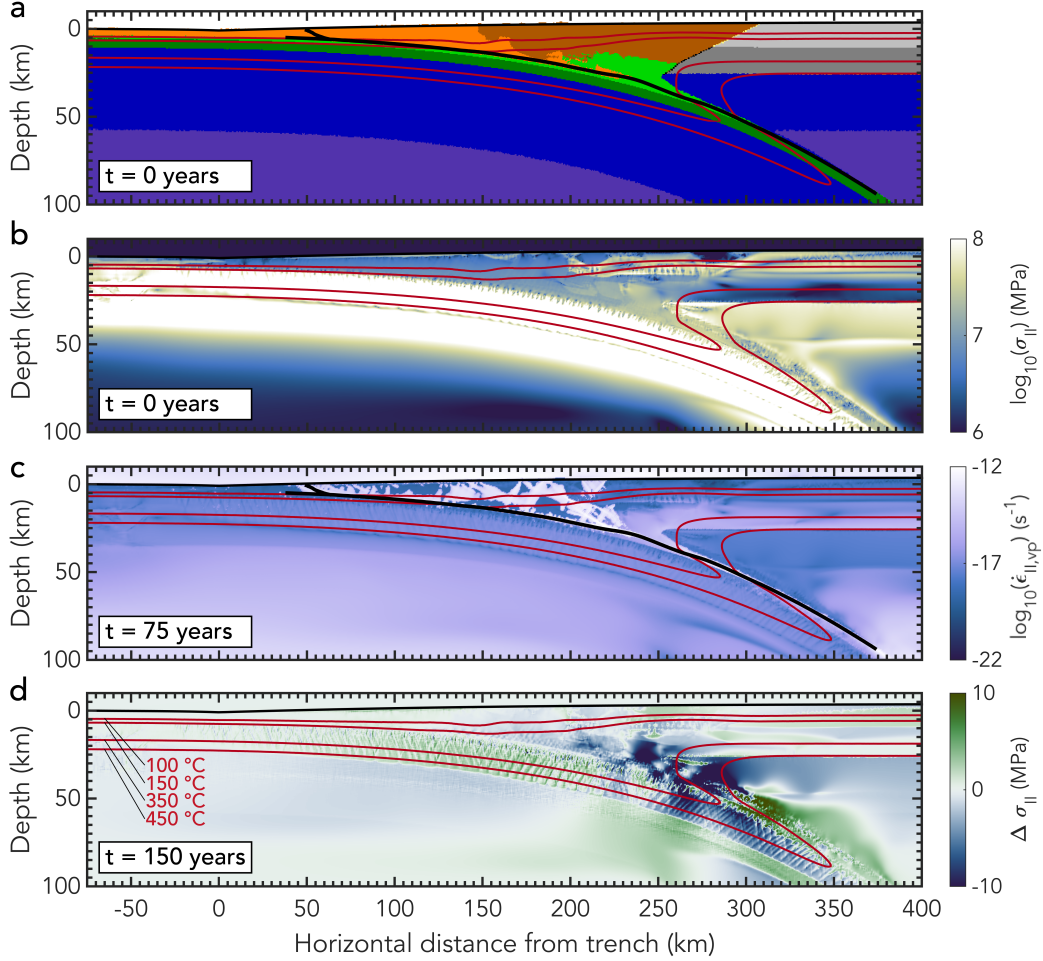 a
0
50
100
Depth (km)
t = 0 years
b
0
50
100
Depth (km)
t = 0 years
8
7
6
log10(σII) (MPa)
c
0
50
100
Depth (km)
t = 75 years
-12
-17
-22
log10(ε̇II,vp) (s-1)
d
0
50
100
Depth (km)
100 °C
150 °C
350 °C
450 °C
t = 150 years
10
0
-10
Δ σII (MPa)
-50
0
50
100
150
200
250
300
350
400
Horizontal distance from trench (km)